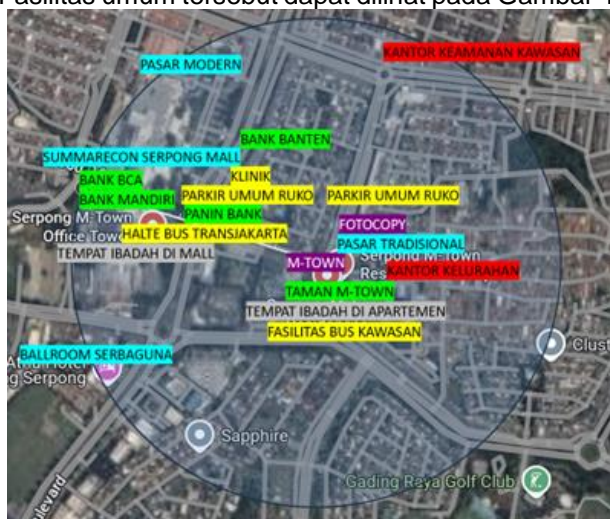 Fasilitas umum tersebut dapat dilihat pada Gambar
KANTOR KEAMANAN KAWASAN
PASAR MODERN
BANK BANTEN
SUMMARECON SERPONG MALL
KLINIK
BANK BCA
BANK MANDIRI
PARKIR UMUM RUKO
PARKIR UMUM RUKO
PANIN BANK
Serpong M-Town
Office Tow
FOTOCOPY
HALTE BUS TRANSJAKARTA
PASAR TRADISIONAL
TEMPAT IBADAH DI MALL
M-TOWN
Serpong M-Town
Res
KANTOR KELURAHAN
TAMAN M-TOWN
TEMPAT IBADAH DI APARTEMEN
FASILITAS BUS KAWASAN
Clust
BALLROOM SERBAGUNA
g Serpong
Sapphire
Gading Raya Golf Club
ulevard